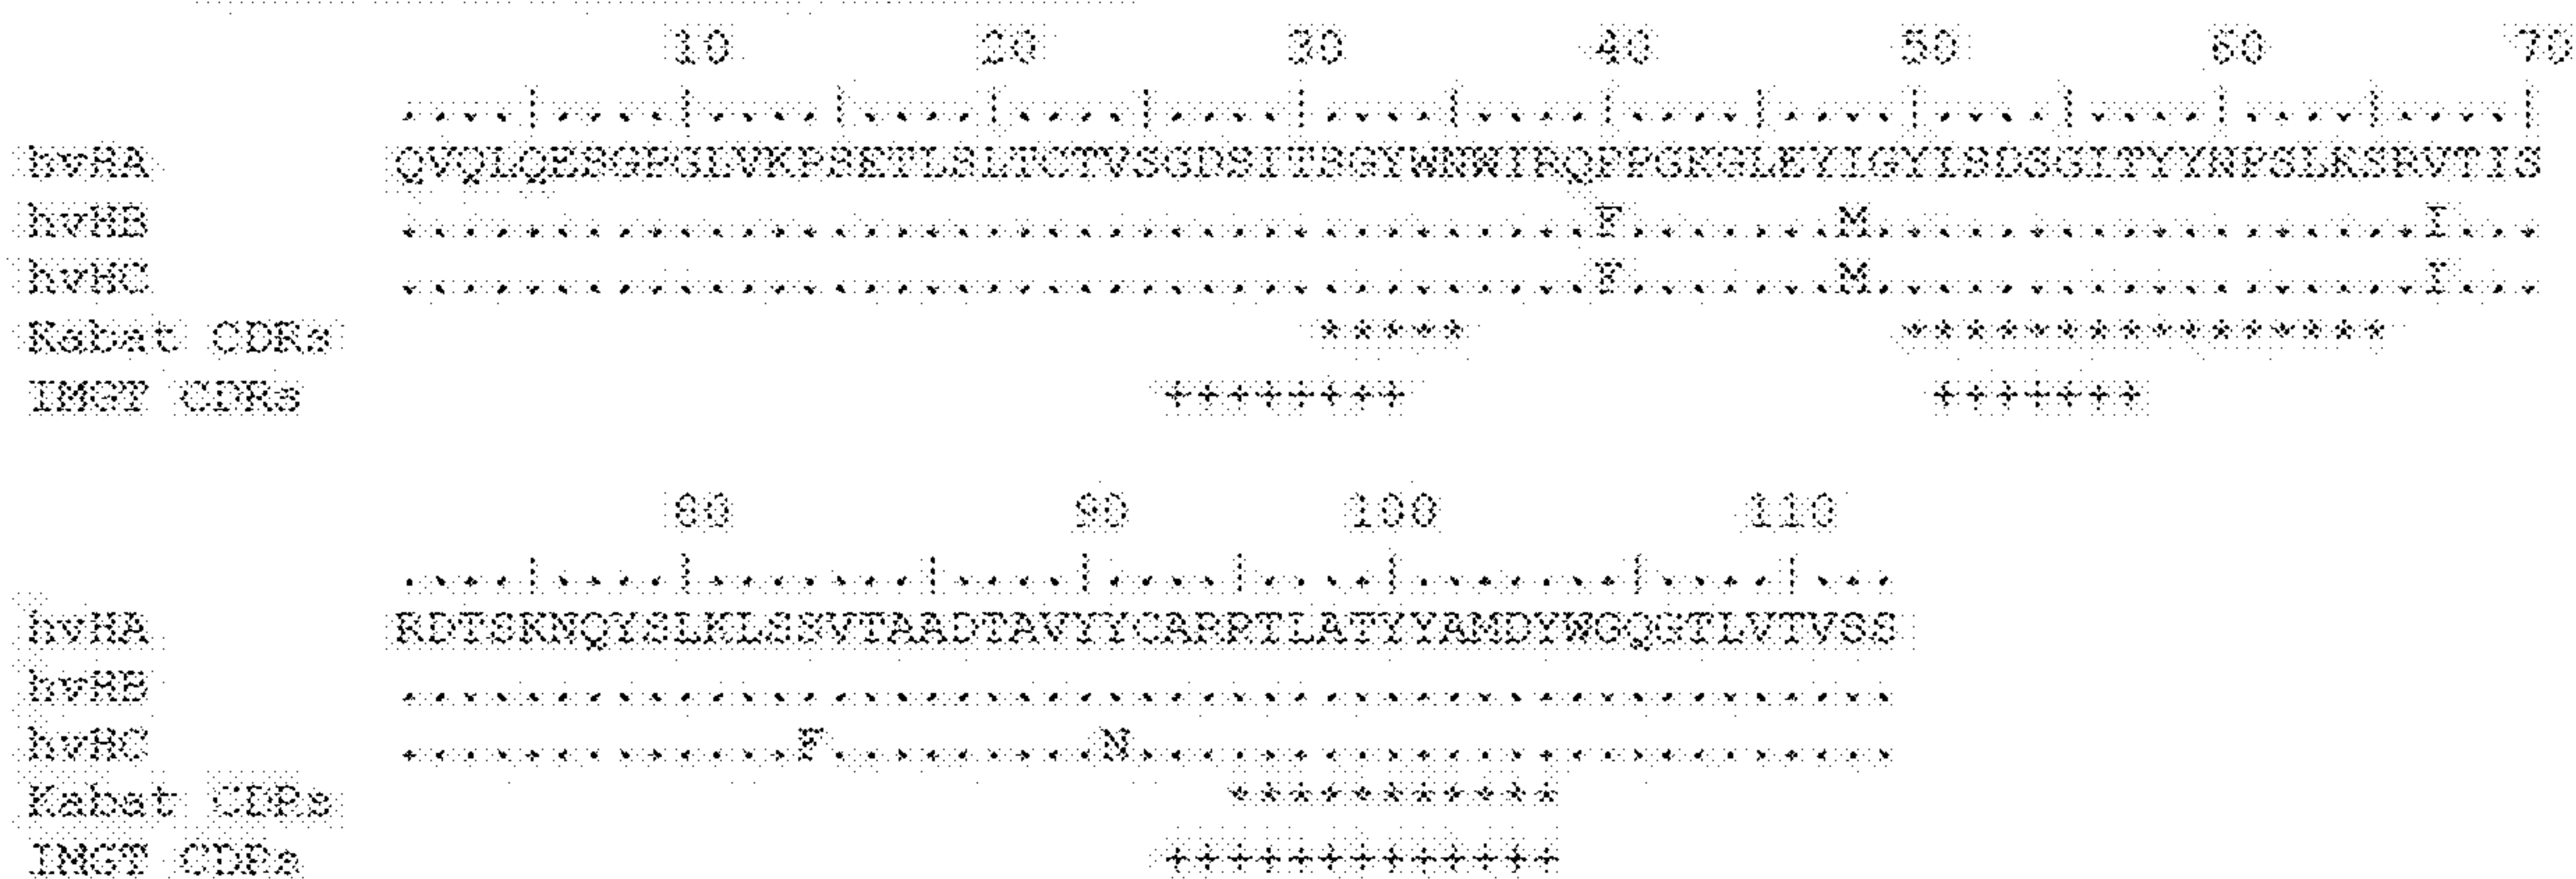 10 20 30 40 50 60 70
....|....|....|....|....|....|....|....|....|....|....|....|....|....|
hvHA QVQLQESGPGLVKPSETLSLTCTVSGDSITSGYWNWIRQPPGKGLEYIGYISDSGITYYNPSLKSRVTIS
hvHB .......................................F.......M..................I...
hvHC .......................................F.......M..................I...
Kabat CDRs ***** ****************
IMGT CDRs ++++++++ +++++++
80 90 100 110
....|....|.......|....|....|....|.......|....|...
hvHA RDTSKNQYSLKLSSVTAADTAVYYCARRTLATYYAMDYWGQGTLVTVSS
hvHB .................................................
hvHC .............F.........N.........................
Kabat CDRs ***********
IMGT CDRs +++++++++++++